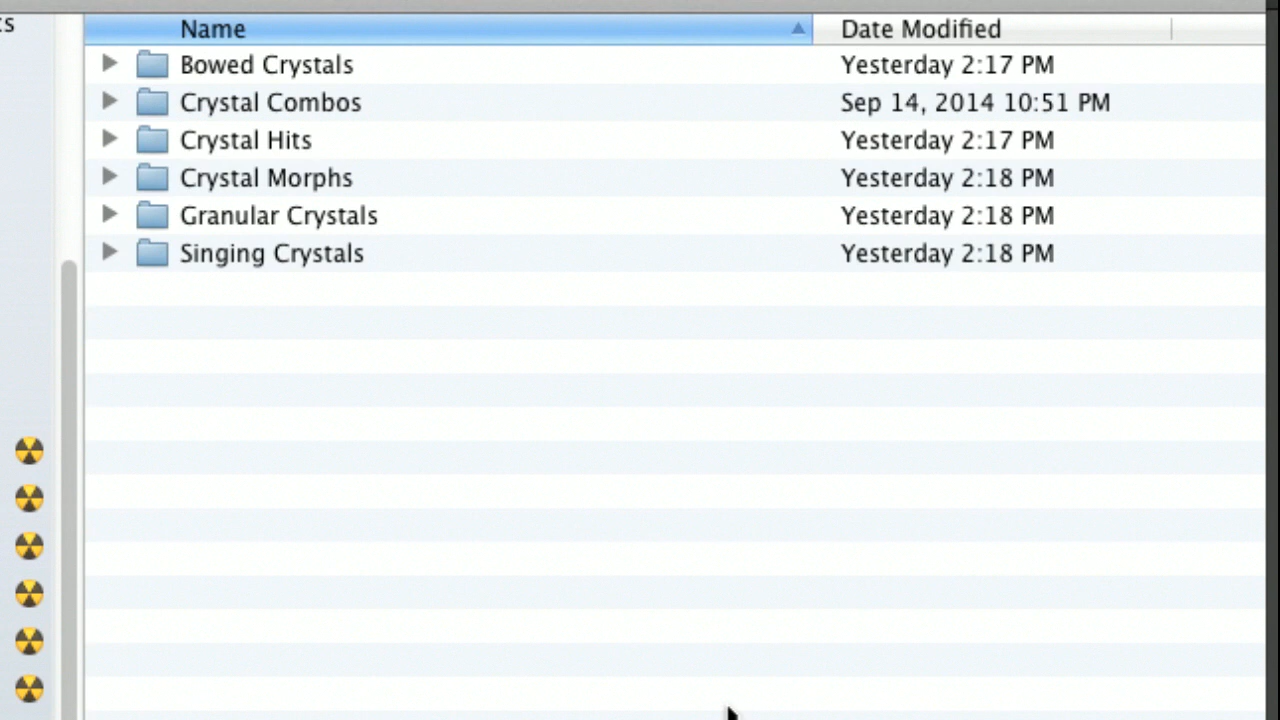 Name Date Modified
Bowed Crystals Yesterday 2:17 PM
Crystal Combos Sep 14, 2014 10:51 PM
Crystal Hits Yesterday 2:17 PM
Crystal Morphs Yesterday 2:18 PM
Granular Crystals Yesterday 2:18 PM
Singing Crystals Yesterday 2:18 PM